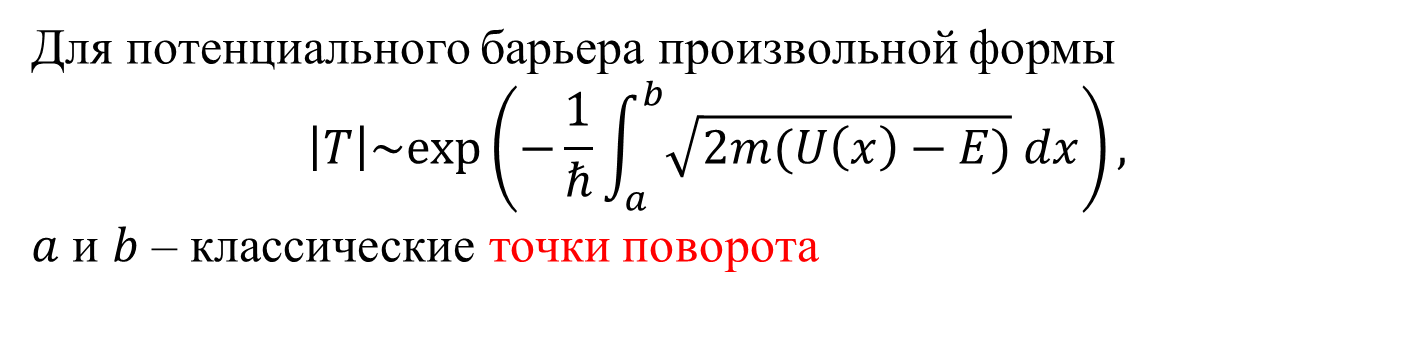 Для потенциального барьера произвольной формы
|T|~exp(−1/ħ ∫_a^b √(2m(U(x) − E)) dx),
a и b – классические точки поворота